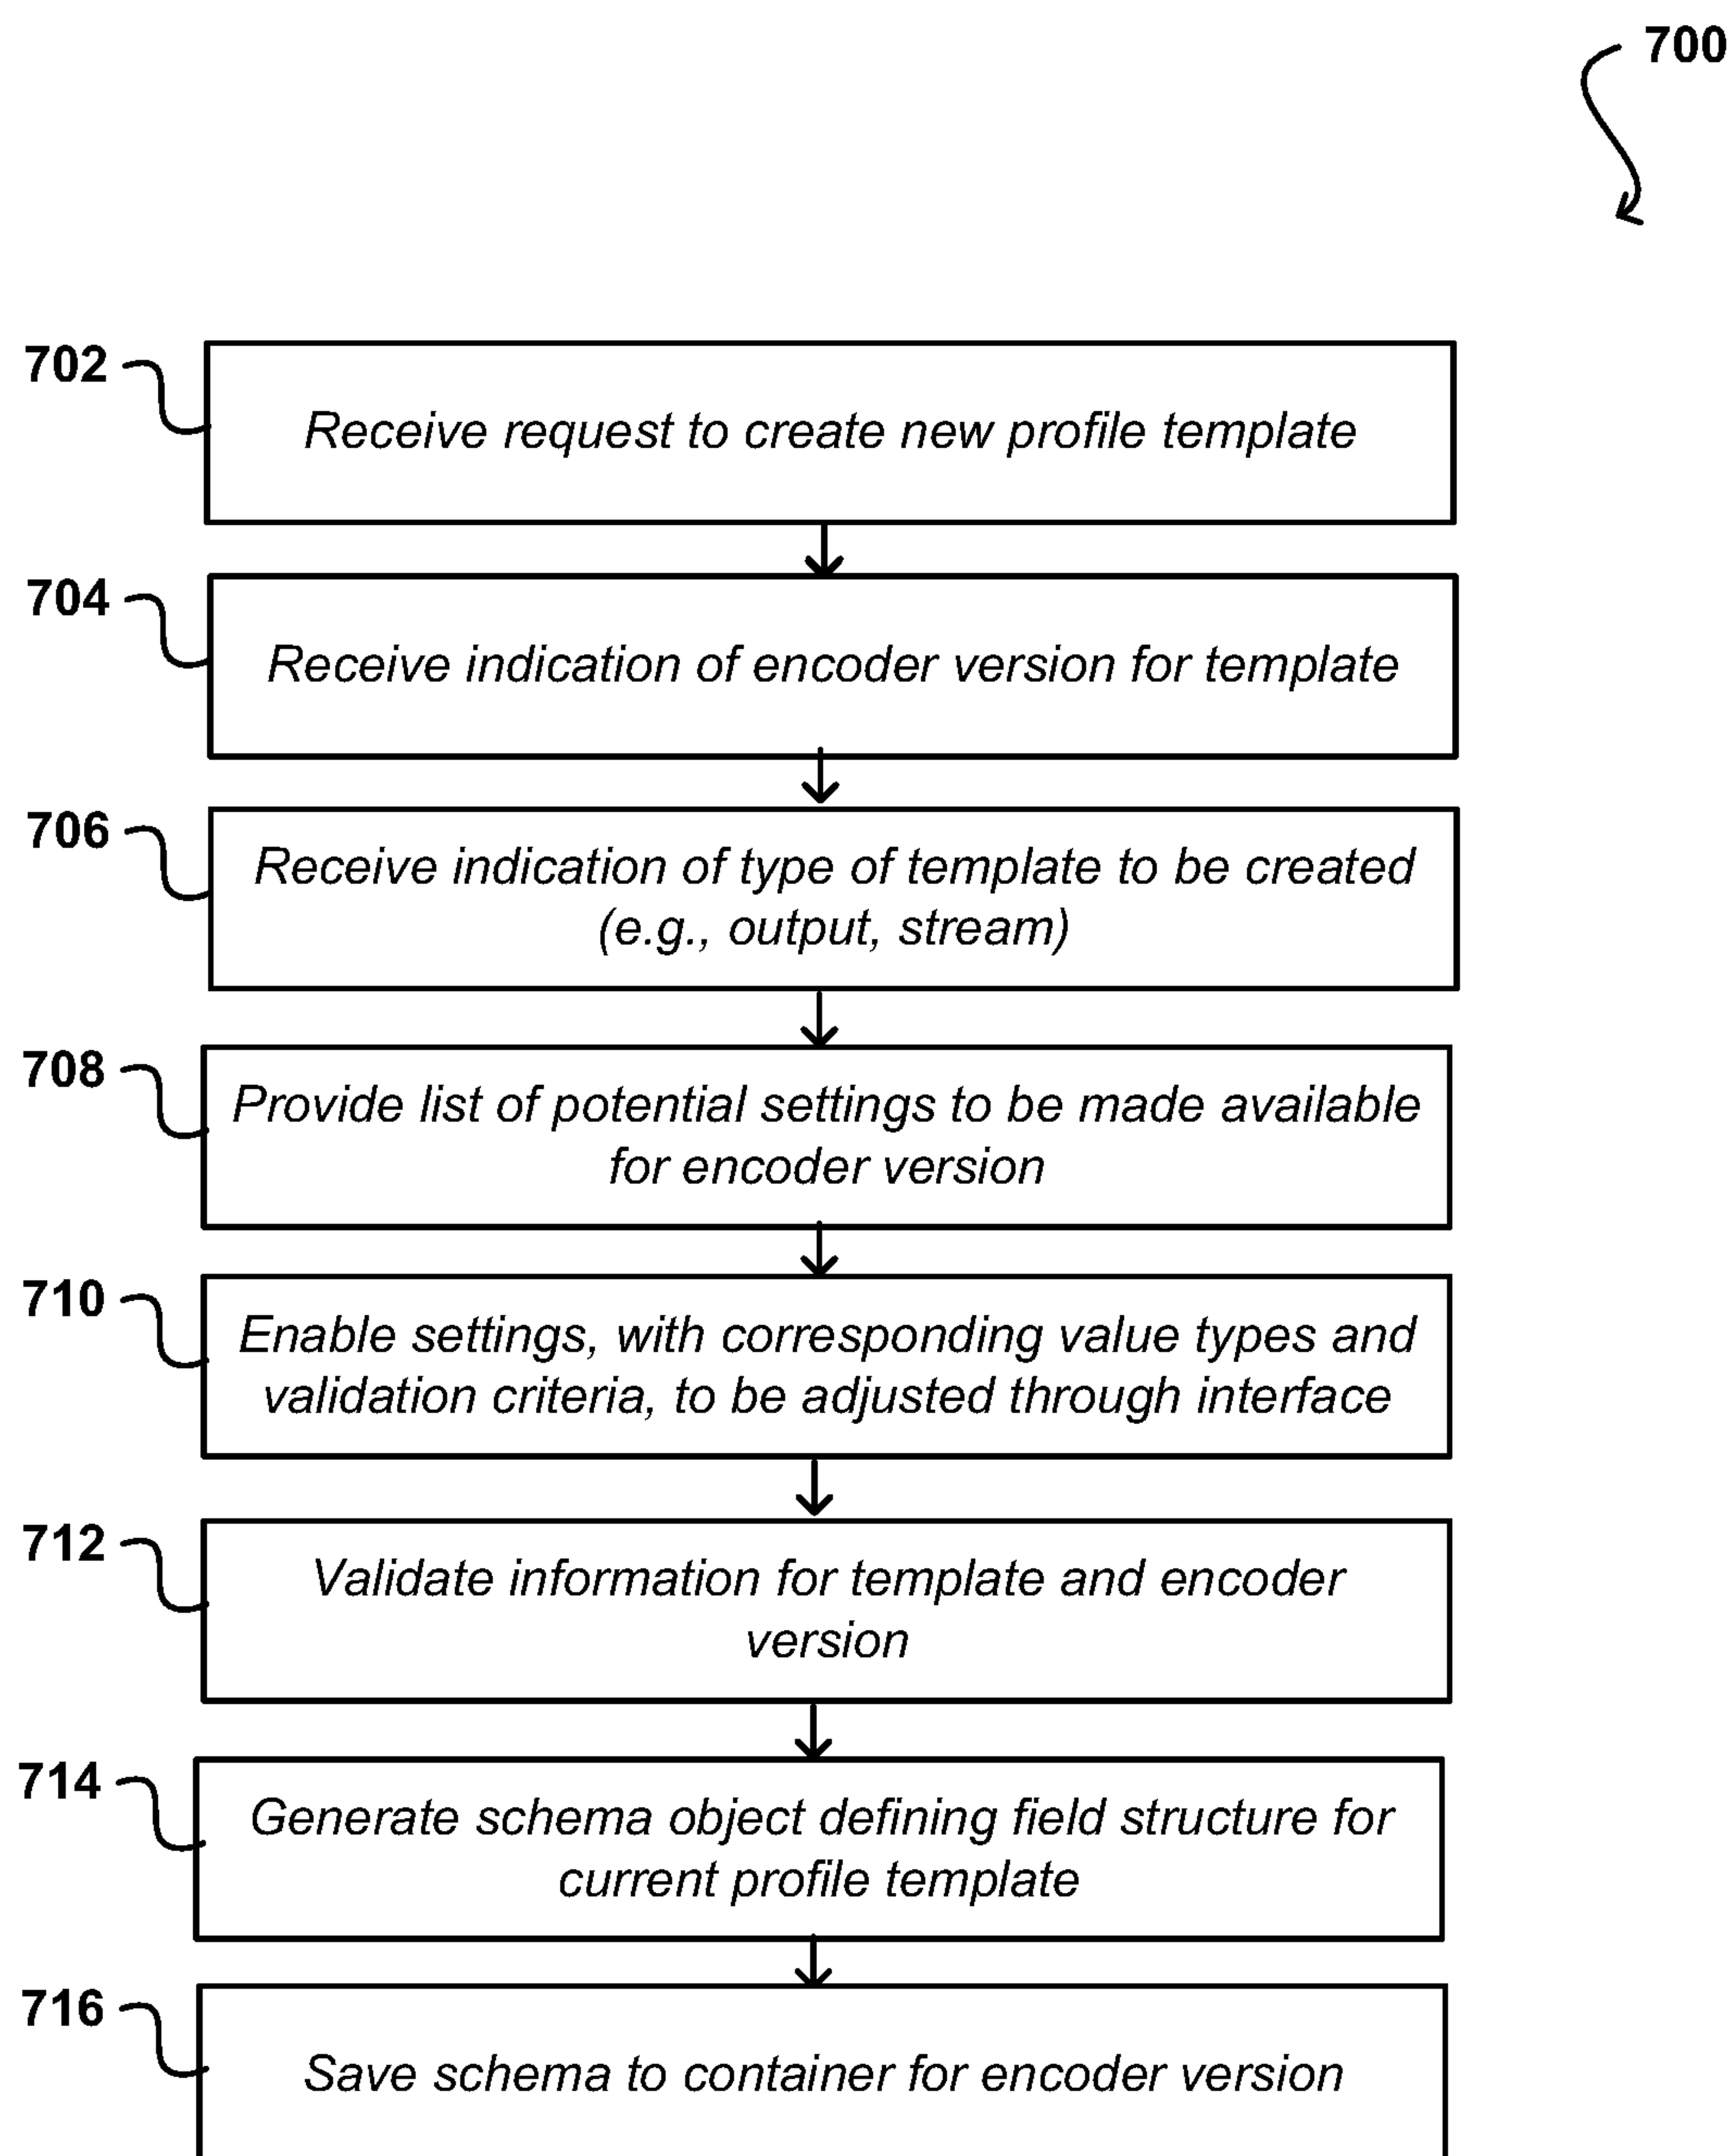 700
702
Receive request to create new profile template
704
Receive indication of encoder version for template
706
Receive indication of type of template to be created
(e.g., output, stream)
708
Provide list of potential settings to be made available
for encoder version
710
Enable settings, with corresponding value types and
validation criteria, to be adjusted through interface
712
Validate information for template and encoder
version
714
Generate schema object defining field structure for
current profile template
716
Save schema to container for encoder version